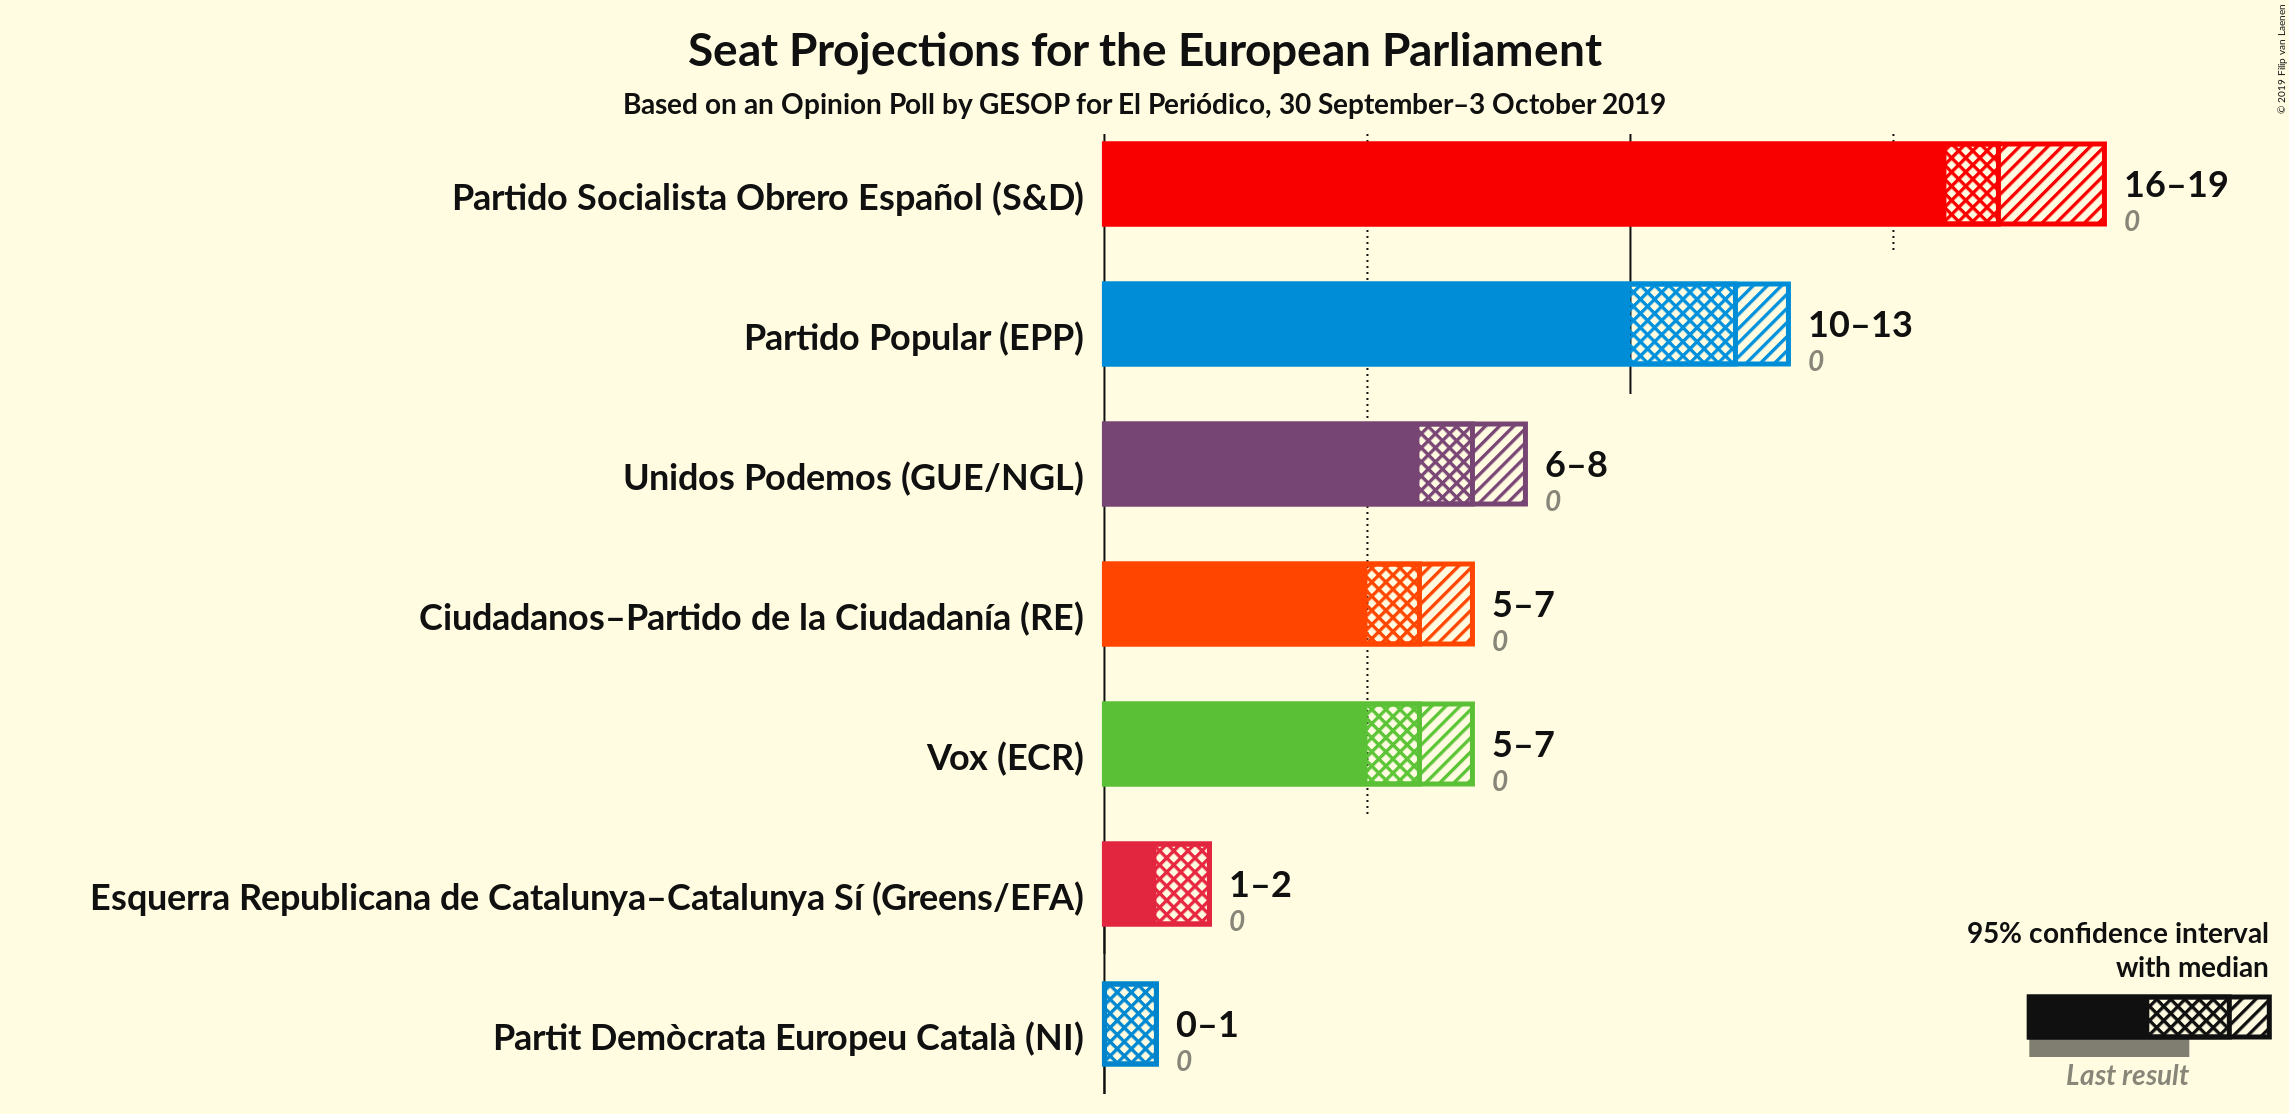 Seat Projections for the European Parliament
Based on an Opinion Poll by GESOP for El Periódico, 30 September–3 October 2019
© 2019 Filip van Laenen
Partido Socialista Obrero Español (S&D)
16–19
0
Partido Popular (EPP)
10–13
0
Unidos Podemos (GUE/NGL)
6–8
0
Ciudadanos–Partido de la Ciudadanía (RE)
5–7
0
Vox (ECR)
5–7
0
Esquerra Republicana de Catalunya–Catalunya Sí (Greens/EFA)
1–2
0
Partit Demòcrata Europeu Català (NI)
0–1
0
95% confidence interval
with median
Last result